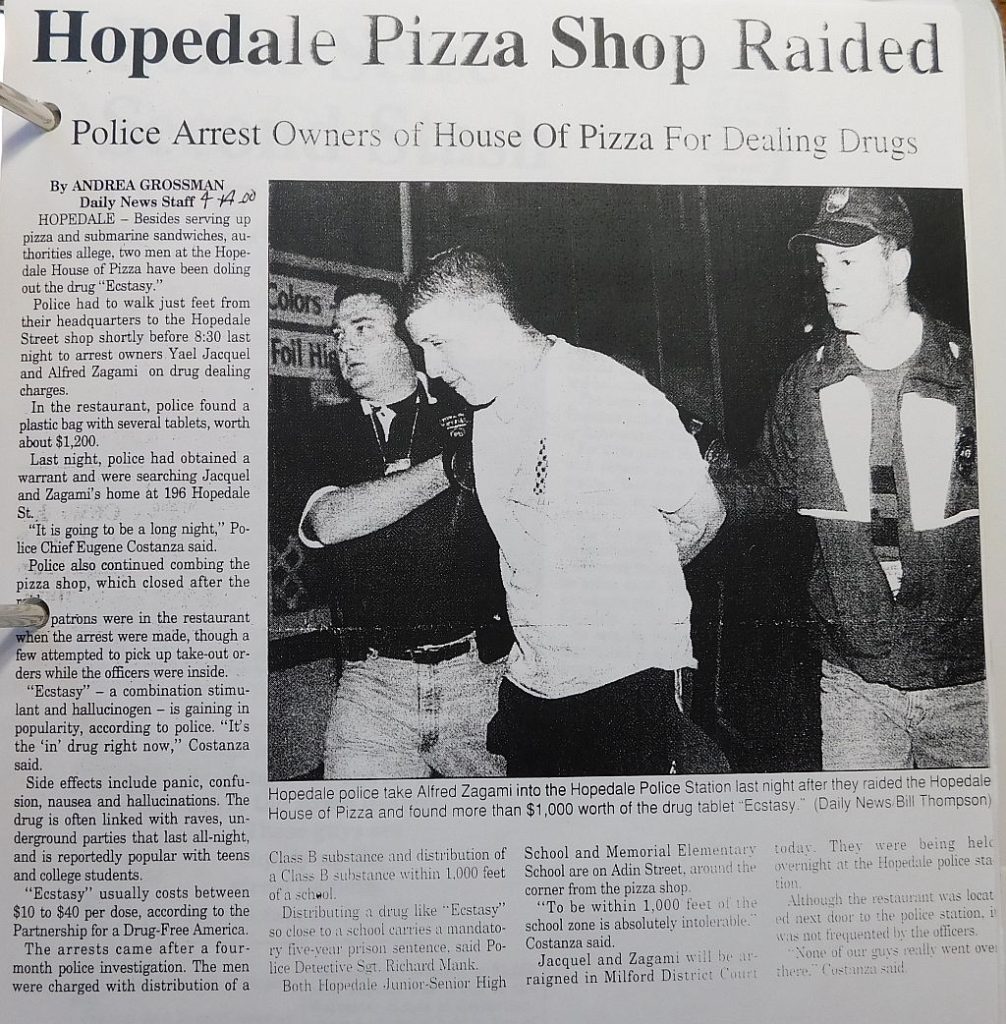 Hopedale Pizza Shop Raided
Police Arrest Owners of House Of Pizza For Dealing Drugs
By ANDREA GROSSMAN
Daily News Staff
HOPEDALE – Besides serving up
pizza and submarine sandwiches, au-
thorities allege, two men at the Hope-
dale House of Pizza have been doling
out the drug "Ecstasy."
Police had to walk just feet from
their headquarters to the Hopedale
Street shop shortly before 8:30 last
night to arrest owners Yael Jacquel
and Alfred Zagami on drug dealing
charges.
In the restaurant, police found a
plastic bag with several tablets, worth
about $1,200.
Last night, police had obtained a
warrant and were searching Jacquel
and Zagami's home at 196 Hopedale
St.
"It is going to be a long night," Po-
lice Chief Eugene Costanza said.
Police also continued combing the
pizza shop, which closed after the
patrons were in the restaurant
when the arrest were made, though a
few attempted to pick up take-out or-
ders while the officers were inside.
"Ecstasy" – a combination stimu-
lant and hallucinogen – is gaining in
popularity, according to police. "It's
the 'in' drug right now," Costanza
said.
Side effects include panic, confu-
sion, nausea and hallucinations. The
drug is often linked with raves, un-
derground parties that last all-night,
and is reportedly popular with teens
and college students.
"Ecstasy" usually costs between
$10 to $40 per dose, according to the
Partnership for a Drug-Free America.
The arrests came after a four-
month police investigation. The men
were charged with distribution of a
Colors
Foil
Hopedale police take Alfred Zagami into the Hopedale Police Station last night after they raided the Hopedale
House of Pizza and found more than $1,000 worth of the drug tablet "Ecstasy." (Daily News/Bill Thompson)
Class B substance and distribution of
a Class B substance within 1,000 feet
of a school.
Distributing a drug like "Ecstasy"
so close to a school carries a mandato-
ry five-year prison sentence, said Po-
lice Detective Sgt. Richard Mank.
Both Hopedale Junior-Senior High
School and Memorial Elementary
School are on Adin Street, around the
corner from the pizza shop.
"To be within 1,000 feet of the
school zone is absolutely intolerable."
Costanza said.
Jacquel and Zagami will be ar-
raigned in Milford District Court
today. They were being held
overnight at the Hopedale police sta-
tion.
Although the restaurant was locat
ed next door to the police station, it
was not frequented by the officers.
"None of our guys really went over
there," Costanza said.